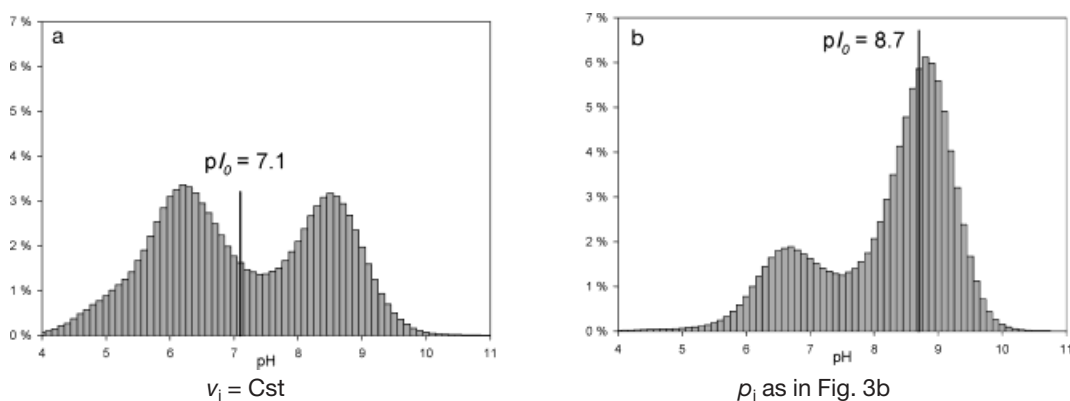 a
7 %
6 %
5 %
4 %
3 %
2 %
1 %
0 %
pI₀ = 7.1
4 5 6 7 8 9 10 11
pH
vᵢ = Cst
b
7 %
6 %
5 %
4 %
3 %
2 %
1 %
0 %
pI₀ = 8.7
4 5 6 7 8 9 10 11
pH
pᵢ as in Fig. 3b